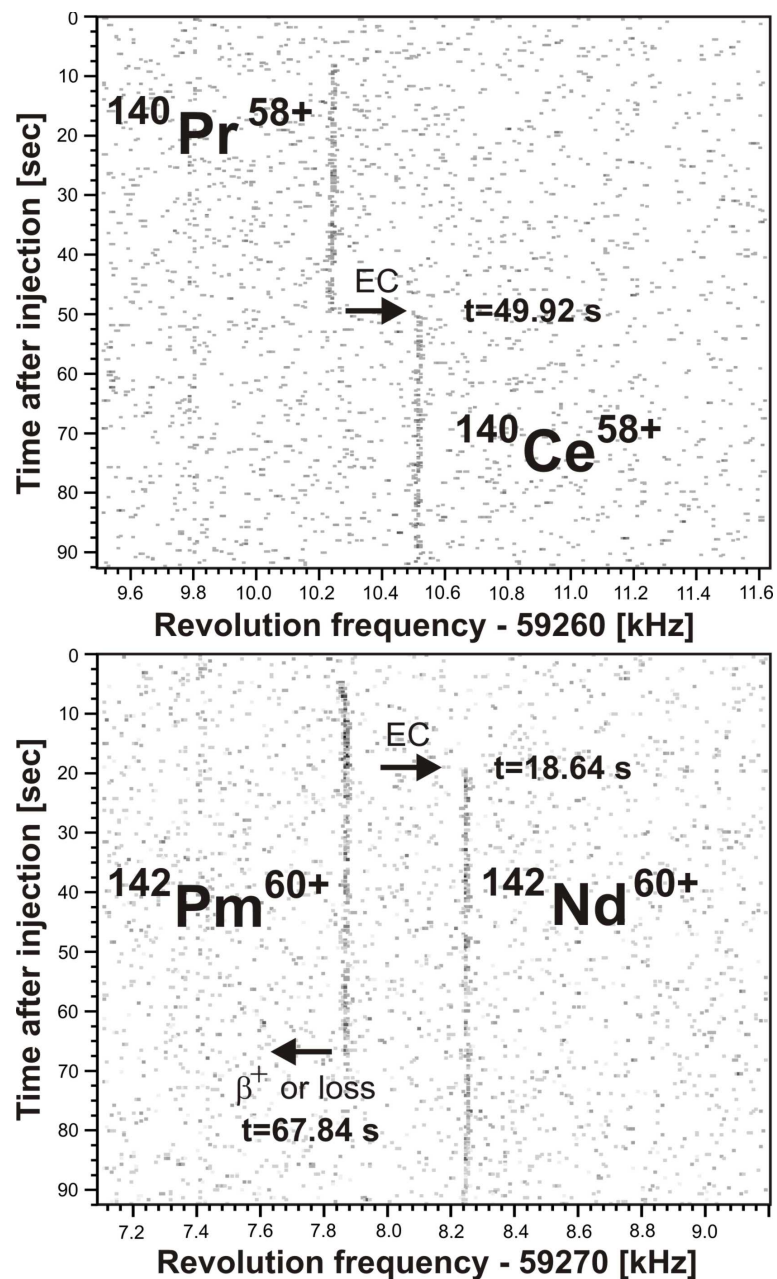 0
10
20
30
40
50
60
70
80
90
Time after injection [sec]
140Pr58+
EC
t=49.92 s
140Ce58+
9.6 9.8 10.0 10.2 10.4 10.6 10.8 11.0 11.2 11.4 11.6
Revolution frequency - 59260 [kHz]
0
10
20
30
40
50
60
70
80
90
Time after injection [sec]
EC
t=18.64 s
142Pm60+
142Nd60+
β+ or loss
t=67.84 s
7.2 7.4 7.6 7.8 8.0 8.2 8.4 8.6 8.8 9.0
Revolution frequency - 59270 [kHz]